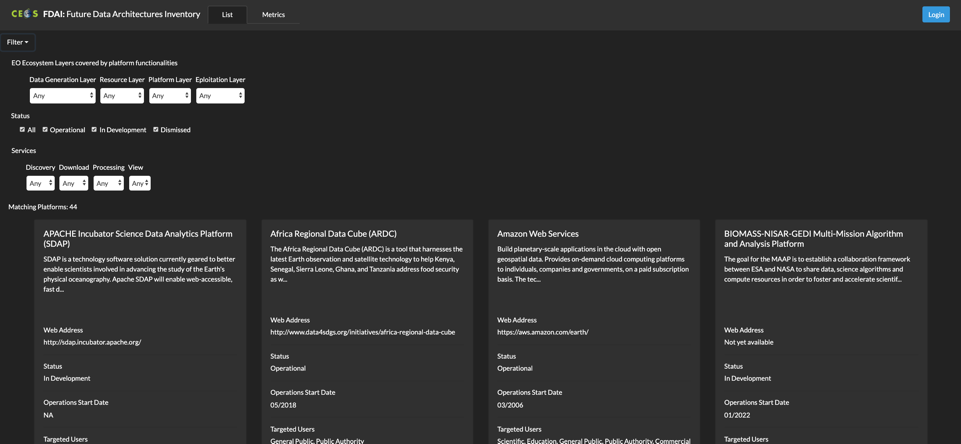 CEOS FDAI: Future Data Architectures Inventory List Metrics Login
Filter
EO Ecosystem Layers covered by platform functionalities
Data Generation Layer Resource Layer Platform Layer Eploitation Layer
Any Any Any Any
Status
All Operational In Development Dismissed
Services
Discovery Download Processing View
Any Any Any Any
Matching Platforms: 44
APACHE Incubator Science Data Analytics Platform
(SDAP)
SDAP is a technology software solution currently geared to better
enable scientists involved in advancing the study of the Earth's
physical oceanography. Apache SDAP will enable web-accessible,
fast d...
Web Address
http://sdap.incubator.apache.org/
Status
In Development
Operations Start Date
NA
Targeted Users
Africa Regional Data Cube (ARDC)
The Africa Regional Data Cube (ARDC) is a tool that harnesses the
latest Earth observation and satellite technology to help Kenya,
Senegal, Sierra Leone, Ghana, and Tanzania address food security
as w...
Web Address
http://www.data4sdgs.org/initiatives/africa-regional-data-cube
Status
Operational
Operations Start Date
05/2018
Targeted Users
General Public, Public Authority
Amazon Web Services
Build planetary-scale applications in the cloud with open
geospatial data. Provides on-demand cloud computing platforms
to individuals, companies and governments, on a paid subscription
basis. The tec...
Web Address
https://aws.amazon.com/earth/
Status
Operational
Operations Start Date
03/2006
Targeted Users
Scientific, Education, General Public, Public Authority, Commercial
BIOMASS-NISAR-GEDI Multi-Mission Algorithm
and Analysis Platform
The goal for the MAAP is to establish a collaboration framework
between ESA and NASA to share data, science algorithms and
compute resources in order to foster and accelerate scientif...
Web Address
Not yet available
Status
In Development
Operations Start Date
01/2022
Targeted Users